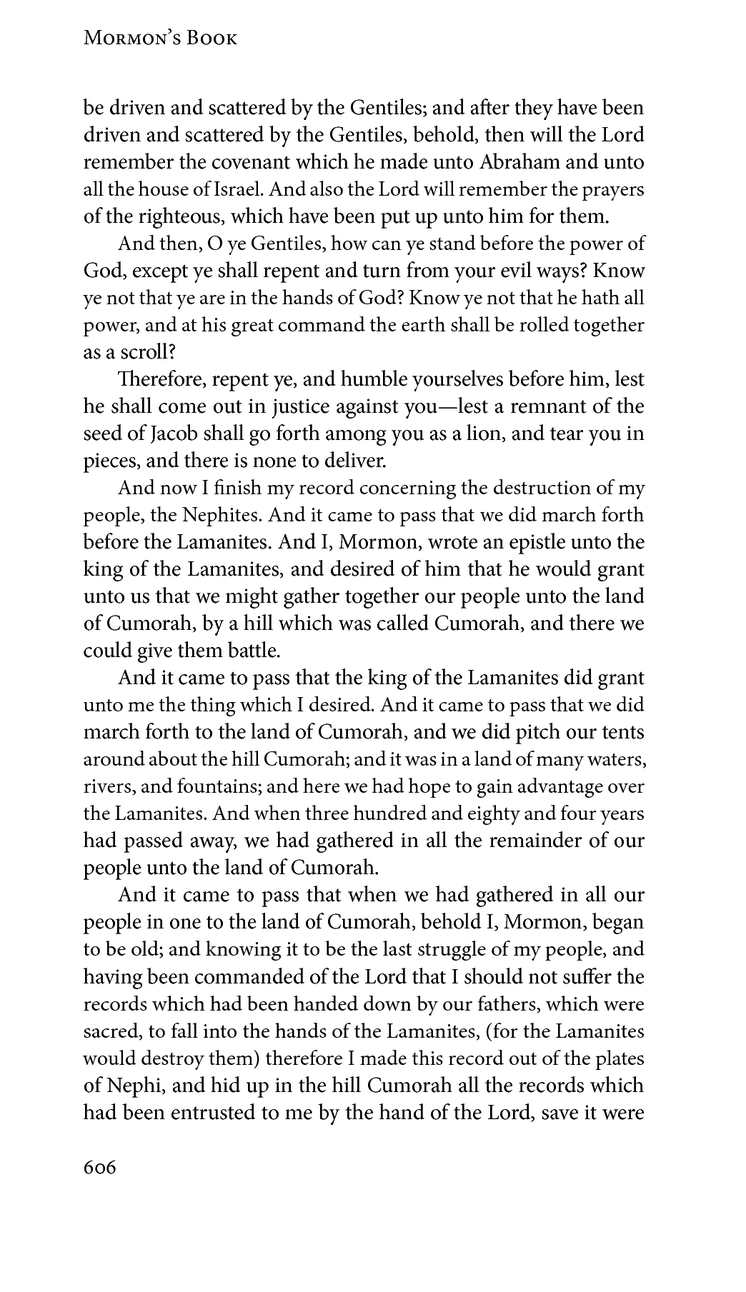 Mormon's Book
be driven and scattered by the Gentiles; and after they have been
driven and scattered by the Gentiles, behold, then will the Lord
remember the covenant which he made unto Abraham and unto
all the house of Israel. And also the Lord will remember the prayers
of the righteous, which have been put up unto him for them.
And then, O ye Gentiles, how can ye stand before the power of
God, except ye shall repent and turn from your evil ways? Know
ye not that ye are in the hands of God? Know ye not that he hath all
power, and at his great command the earth shall be rolled together
as a scroll?
Therefore, repent ye, and humble yourselves before him, lest
he shall come out in justice against you—lest a remnant of the
seed of Jacob shall go forth among you as a lion, and tear you in
pieces, and there is none to deliver.
And now I finish my record concerning the destruction of my
people, the Nephites. And it came to pass that we did march forth
before the Lamanites. And I, Mormon, wrote an epistle unto the
king of the Lamanites, and desired of him that he would grant
unto us that we might gather together our people unto the land
of Cumorah, by a hill which was called Cumorah, and there we
could give them battle.
And it came to pass that the king of the Lamanites did grant
unto me the thing which I desired. And it came to pass that we did
march forth to the land of Cumorah, and we did pitch our tents
around about the hill Cumorah; and it was in a land of many waters,
rivers, and fountains; and here we had hope to gain advantage over
the Lamanites. And when three hundred and eighty and four years
had passed away, we had gathered in all the remainder of our
people unto the land of Cumorah.
And it came to pass that when we had gathered in all our
people in one to the land of Cumorah, behold I, Mormon, began
to be old; and knowing it to be the last struggle of my people, and
having been commanded of the Lord that I should not suffer the
records which had been handed down by our fathers, which were
sacred, to fall into the hands of the Lamanites, (for the Lamanites
would destroy them) therefore I made this record out of the plates
of Nephi, and hid up in the hill Cumorah all the records which
had been entrusted to me by the hand of the Lord, save it were
606